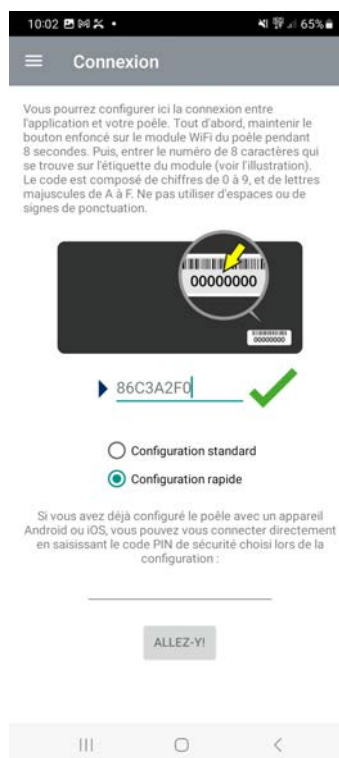 10:02
65%
Connexion
Vous pourrez configurer ici la connexion entre
l'application et votre poêle. Tout d'abord, maintenir le
bouton enfoncé sur le module WiFi du poêle pendant
8 secondes. Puis, entrer le numéro de 8 caractères qui
se trouve sur l'étiquette du module (voir l'illustration).
Le code est composé de chiffres de 0 à 9, et de lettres
majuscules de A à F. Ne pas utiliser d'espaces ou de
signes de ponctuation.
00000000
00000000
86C3A2F0
Configuration standard
Configuration rapide
Si vous avez déjà configuré le poêle avec un appareil
Android ou iOS, vous pouvez vous connecter directement
en saisissant le code PIN de sécurité choisi lors de la
configuration :
ALLEZ-Y!